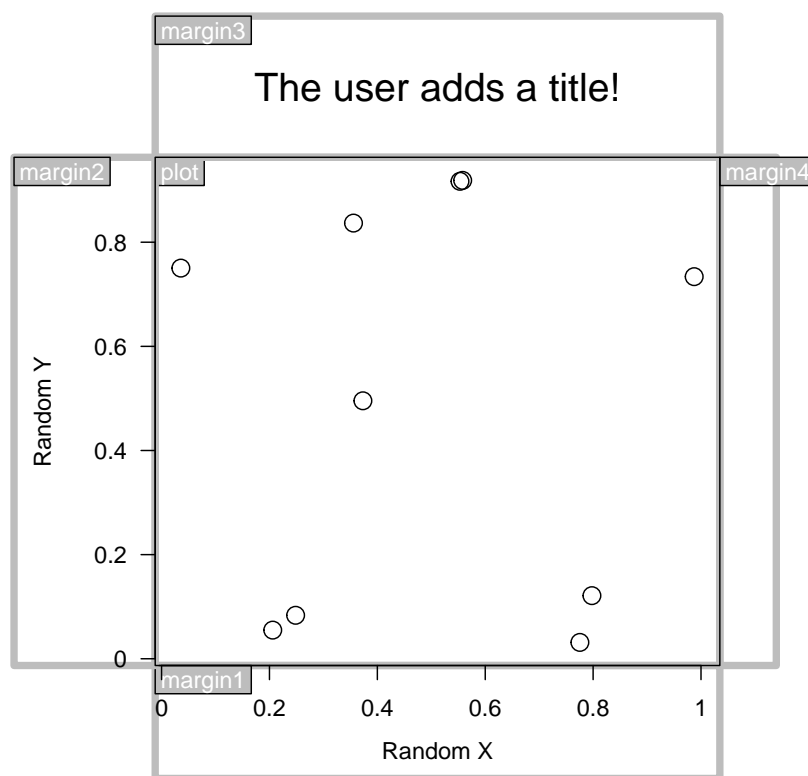 margin3
The user adds a title!
margin2
plot
margin4
0.8
0.6
0.4
0.2
0
Random Y
margin1
0 0.2 0.4 0.6 0.8 1
Random X